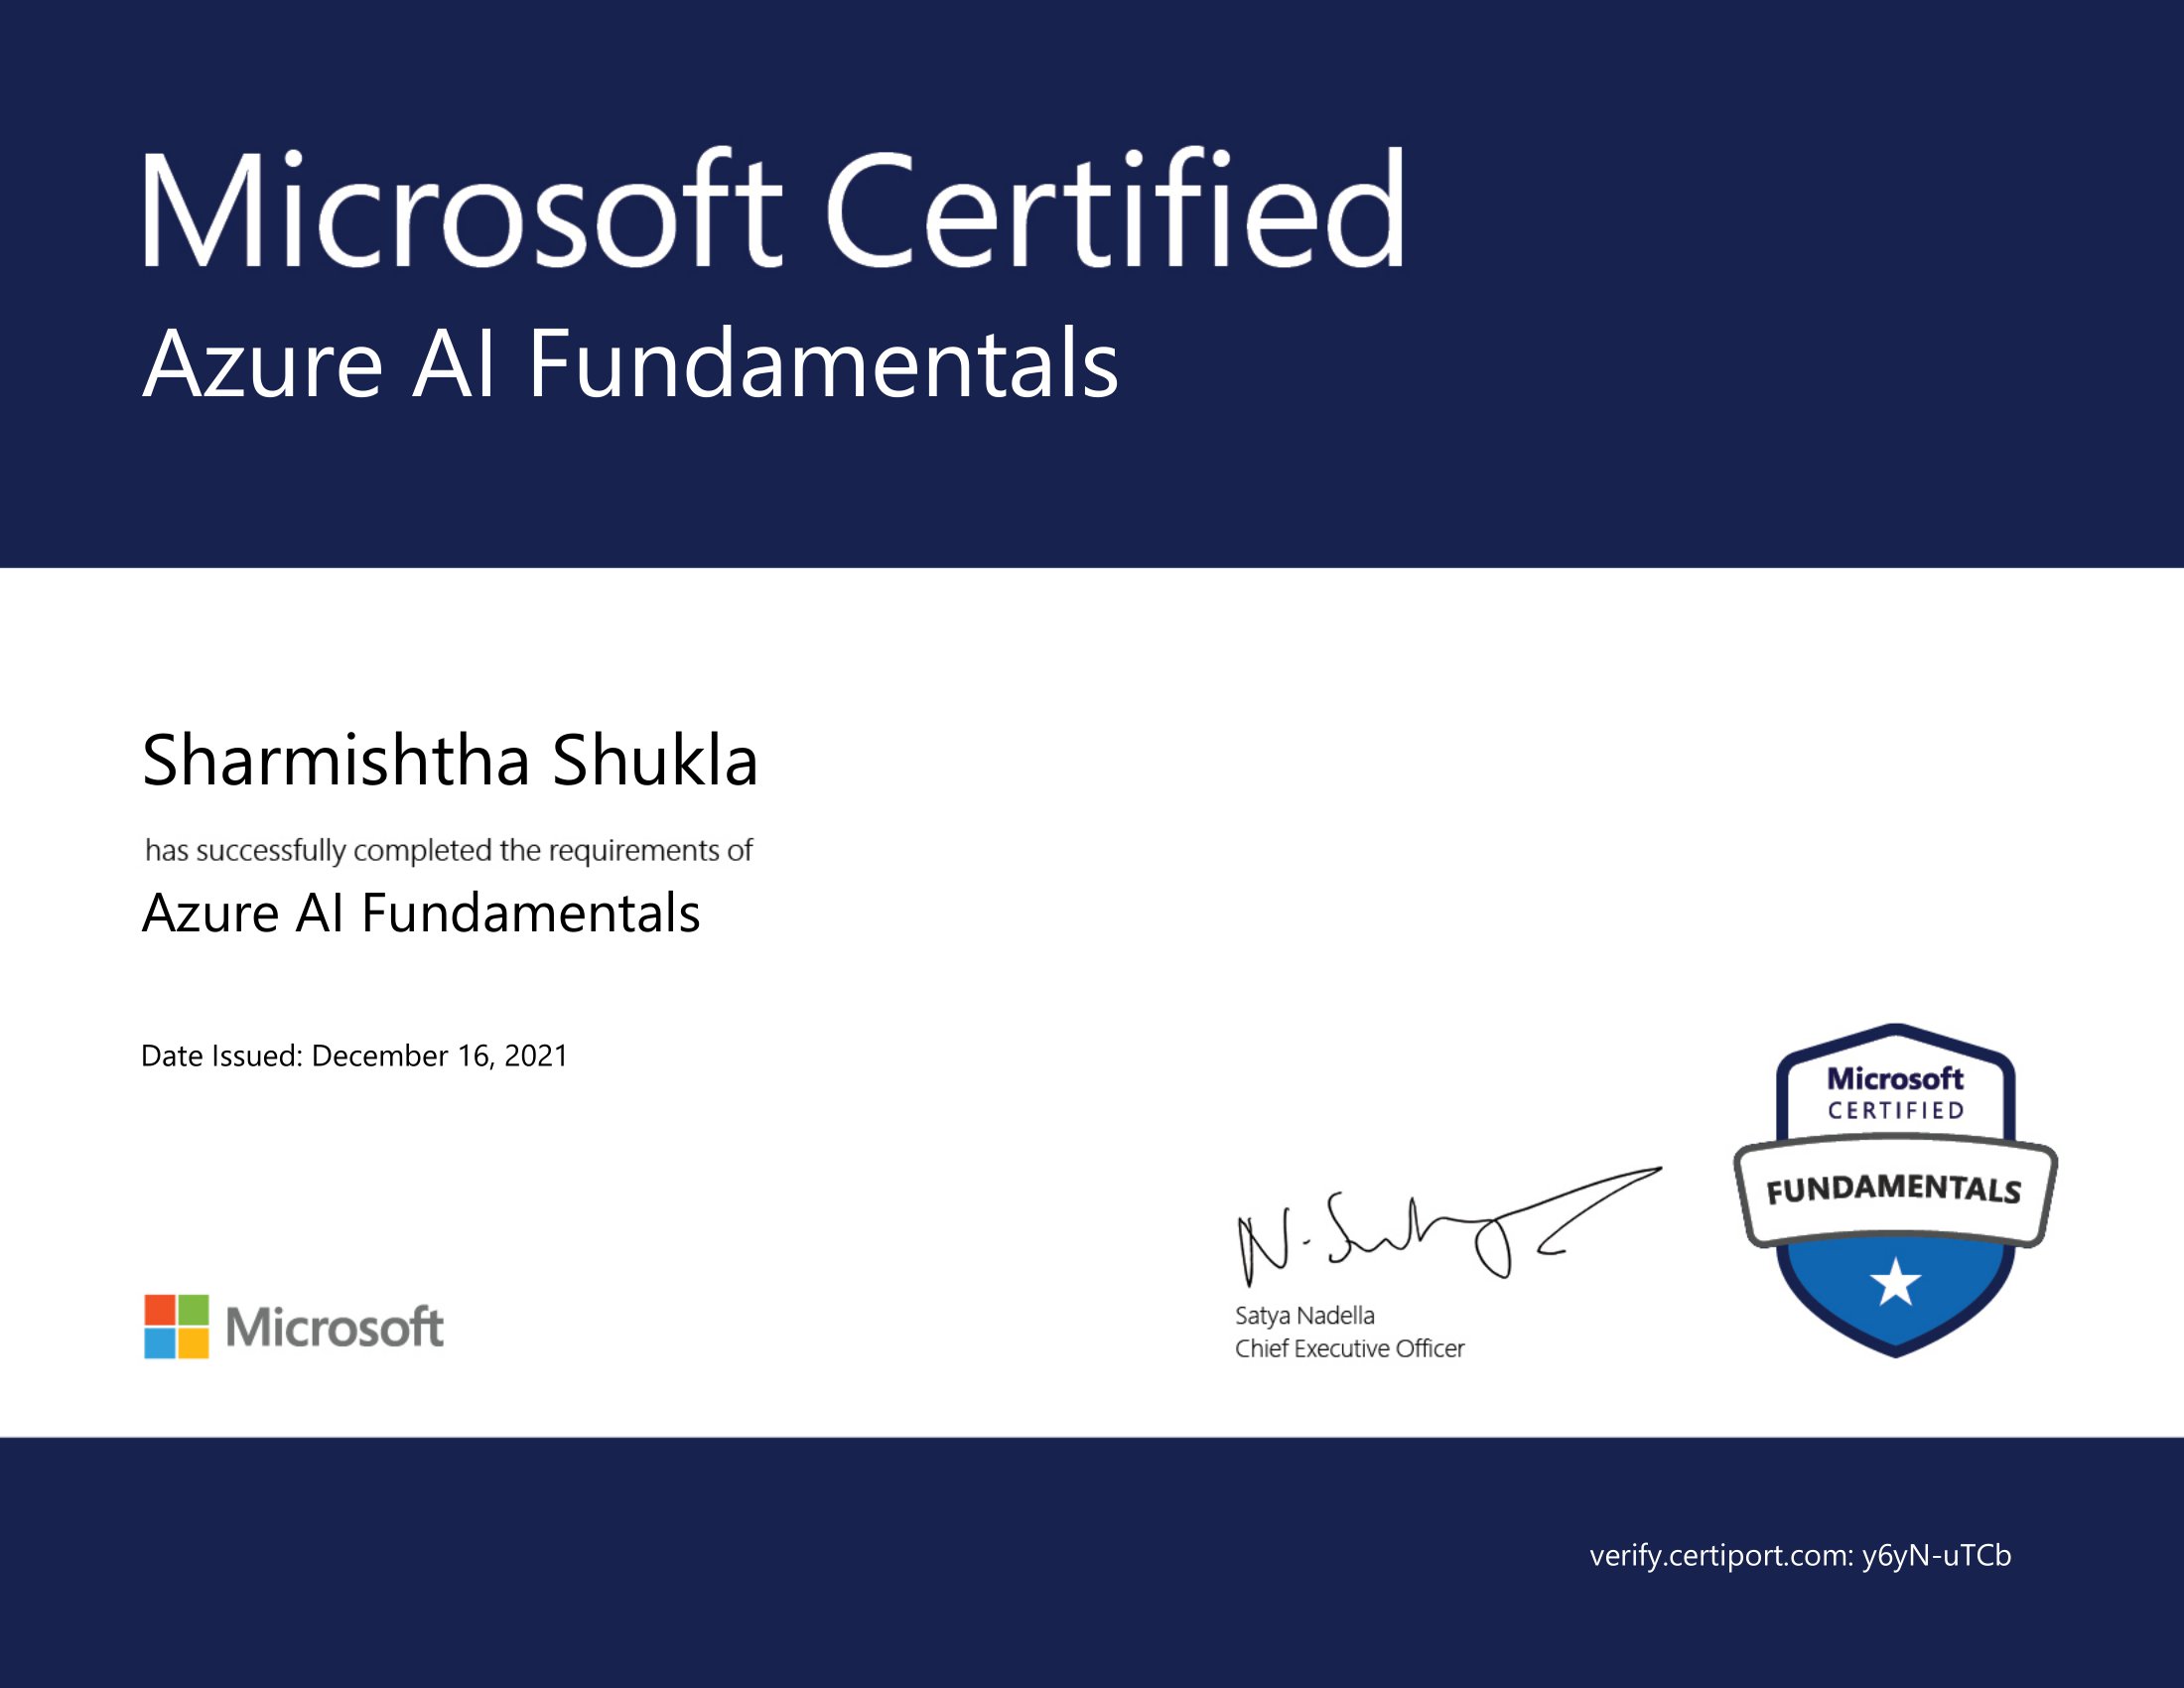 Microsoft Certified
Azure AI Fundamentals
Sharmishtha Shukla
has successfully completed the requirements of
Azure AI Fundamentals
Date Issued: December 16, 2021
Microsoft
CERTIFIED
FUNDAMENTALS
N. Satya
Satya Nadella
Chief Executive Officer
Microsoft
verify.certiport.com: y6yN-uTCb